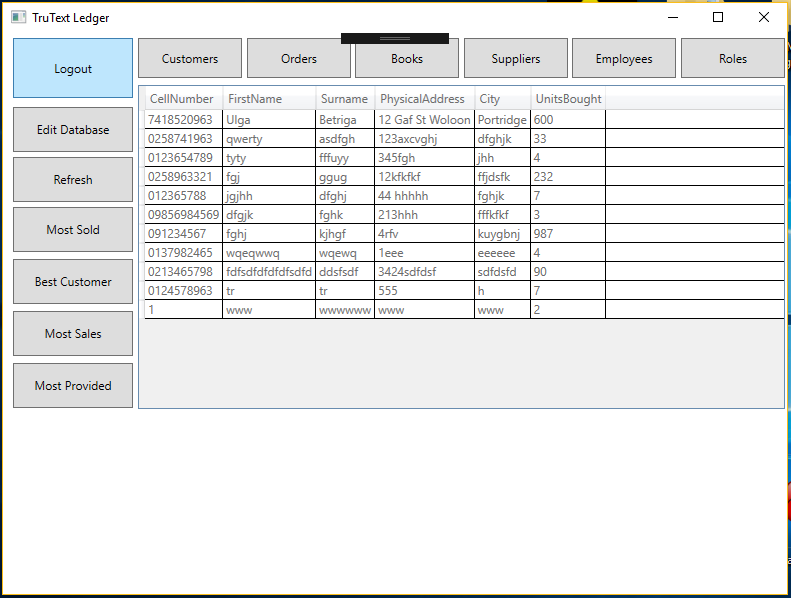 TruText Ledger
Logout
Edit Database
Refresh
Most Sold
Best Customer
Most Sales
Most Provided
Customers Orders Books Suppliers Employees Roles
CellNumber FirstName Surname PhysicalAddress City UnitsBought
7418520963 Ulga Betriga 12 Gaf St Woloon Portridge 600
0258741963 qwerty asdfgh 123axcvghj dfghjk 33
0123654789 tyty fffuyy 345fgh jhh 4
0258963321 fgj ggug 12kfkfkf ffjdsfk 232
012365788 jgjhh dfghj 44 hhhhh fghjk 7
09856984569 dfgjk fghk 213hhh fffkfkf 3
091234567 fghj kjhgf 4rfv kuygbnj 987
0137982465 wqeqwwq wqewq 1eee eeeeee 4
0213465798 fdfsdfdfdfdfsdfd ddsfsdf 3424sdfdsf sdfdsfd 90
0124578963 tr tr 555 h 7
1 www wwwwww www www 2